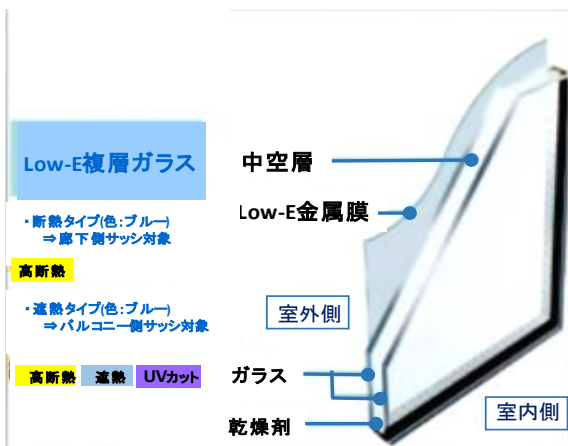 Low-E複層ガラス
・断熱タイプ(色:ブルー)
⇒廊下側サッシ対象
高断熱
・遮熱タイプ(色:ブルー)
⇒バルコニー側サッシ対象
高断熱 遮熱 UVカット
中空層
Low-E金属膜
室外側
ガラス
乾燥剤
室内側